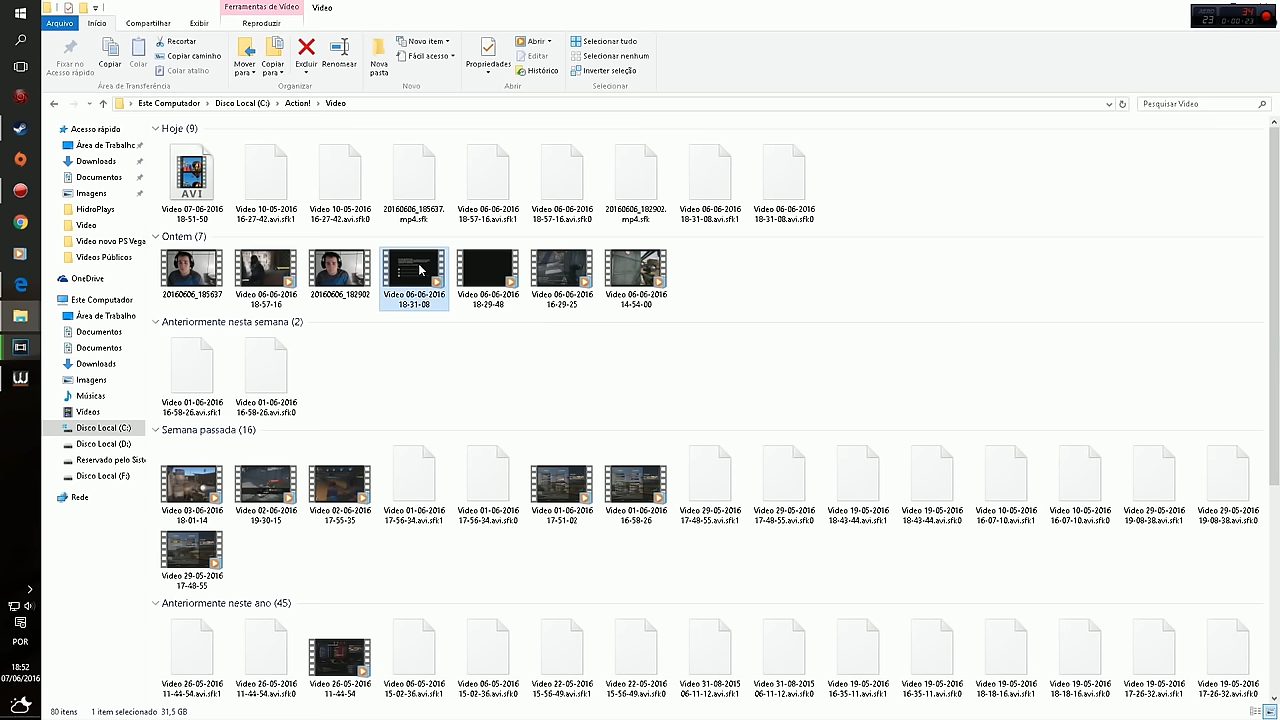 Ferramentas de Vídeo
Vídeo
Arquivo
Início
Compartilhar
Exibir
Reproduzir
Fixar no
Acesso rápido
Copiar
Colar
Recortar
Copiar caminho
Colar atalho
Área de Transferência
Mover
para
Copiar
para
Excluir
Renomear
Organizar
Nova
pasta
Novo item
Fácil acesso
Novo
Propriedades
Abrir
Editar
Histórico
Abrir
Selecionar tudo
Selecionar nenhum
Inverter seleção
Selecionar
34
23
0:00:23
Este Computador
Disco Local (C:)
Action!
Video
Pesquisar Video
Acesso rápido
Área de Trabalho
Downloads
Documentos
Imagens
HidroPlays
Video
Video novo PS Vega
Vídeos Públicos
OneDrive
Este Computador
Área de Trabalho
Documentos
Documentos
Downloads
Imagens
Músicas
Vídeos
Disco Local (C:)
Disco Local (D:)
Reservado pelo Sist
Disco Local (F:)
Rede
Hoje (9)
AVI
Video 07-06-2016
18-51-50
Video 10-05-2016
16-27-42.avi.sfk1
Video 10-05-2016
16-27-42.avi.sfk0
20160606_185637.
mp4.sfk
Video 06-06-2016
18-57-16.avi.sfk1
Video 06-06-2016
18-57-16.avi.sfk0
20160606_182902.
mp4.sfk
Video 06-06-2016
18-31-08.avi.sfk1
Video 06-06-2016
18-31-08.avi.sfk0
Ontem (7)
20160606_185637
Video 06-06-2016
18-57-16
20160606_182902
Video 06-06-2016
18-31-08
Video 06-06-2016
18-29-48
Video 06-06-2016
16-29-25
Video 06-06-2016
14-54-00
Anteriormente nesta semana (2)
Video 01-06-2016
16-58-26.avi.sfk1
Video 01-06-2016
16-58-26.avi.sfk0
Semana passada (16)
Video 03-06-2016
18-01-14
Video 02-06-2016
19-30-15
Video 02-06-2016
17-55-35
Video 01-06-2016
17-56-34.avi.sfk1
Video 01-06-2016
17-56-34.avi.sfk0
Video 01-06-2016
17-51-02
Video 01-06-2016
16-58-26
Video 29-05-2016
17-48-55.avi.sfk1
Video 29-05-2016
17-48-55.avi.sfk0
Video 19-05-2016
18-43-44.avi.sfk1
Video 19-05-2016
18-43-44.avi.sfk0
Video 10-05-2016
16-07-10.avi.sfk1
Video 10-05-2016
16-07-10.avi.sfk0
Video 29-05-2016
19-08-38.avi.sfk1
Video 29-05-2016
19-08-38.avi.sfk0
Video 29-05-2016
17-48-55
Anteriormente neste ano (45)
Video 26-05-2016
11-44-54.avi.sfk1
Video 26-05-2016
11-44-54.avi.sfk0
Video 26-05-2016
11-44-54
Video 06-05-2016
15-02-36.avi.sfk1
Video 06-05-2016
15-02-36.avi.sfk0
Video 22-05-2016
15-56-49.avi.sfk1
Video 22-05-2016
15-56-49.avi.sfk0
Video 31-08-2015
06-11-12.avi.sfk1
Video 31-08-2015
06-11-12.avi.sfk0
Video 19-05-2016
16-35-11.avi.sfk1
Video 19-05-2016
16-35-11.avi.sfk0
Video 19-05-2016
18-18-16.avi.sfk1
Video 19-05-2016
18-18-16.avi.sfk0
Video 19-05-2016
17-26-32.avi.sfk1
Video 19-05-2016
17-26-32.avi.sfk0
POR
18:52
07/06/2016
80 itens
1 item selecionado 31,5 GB